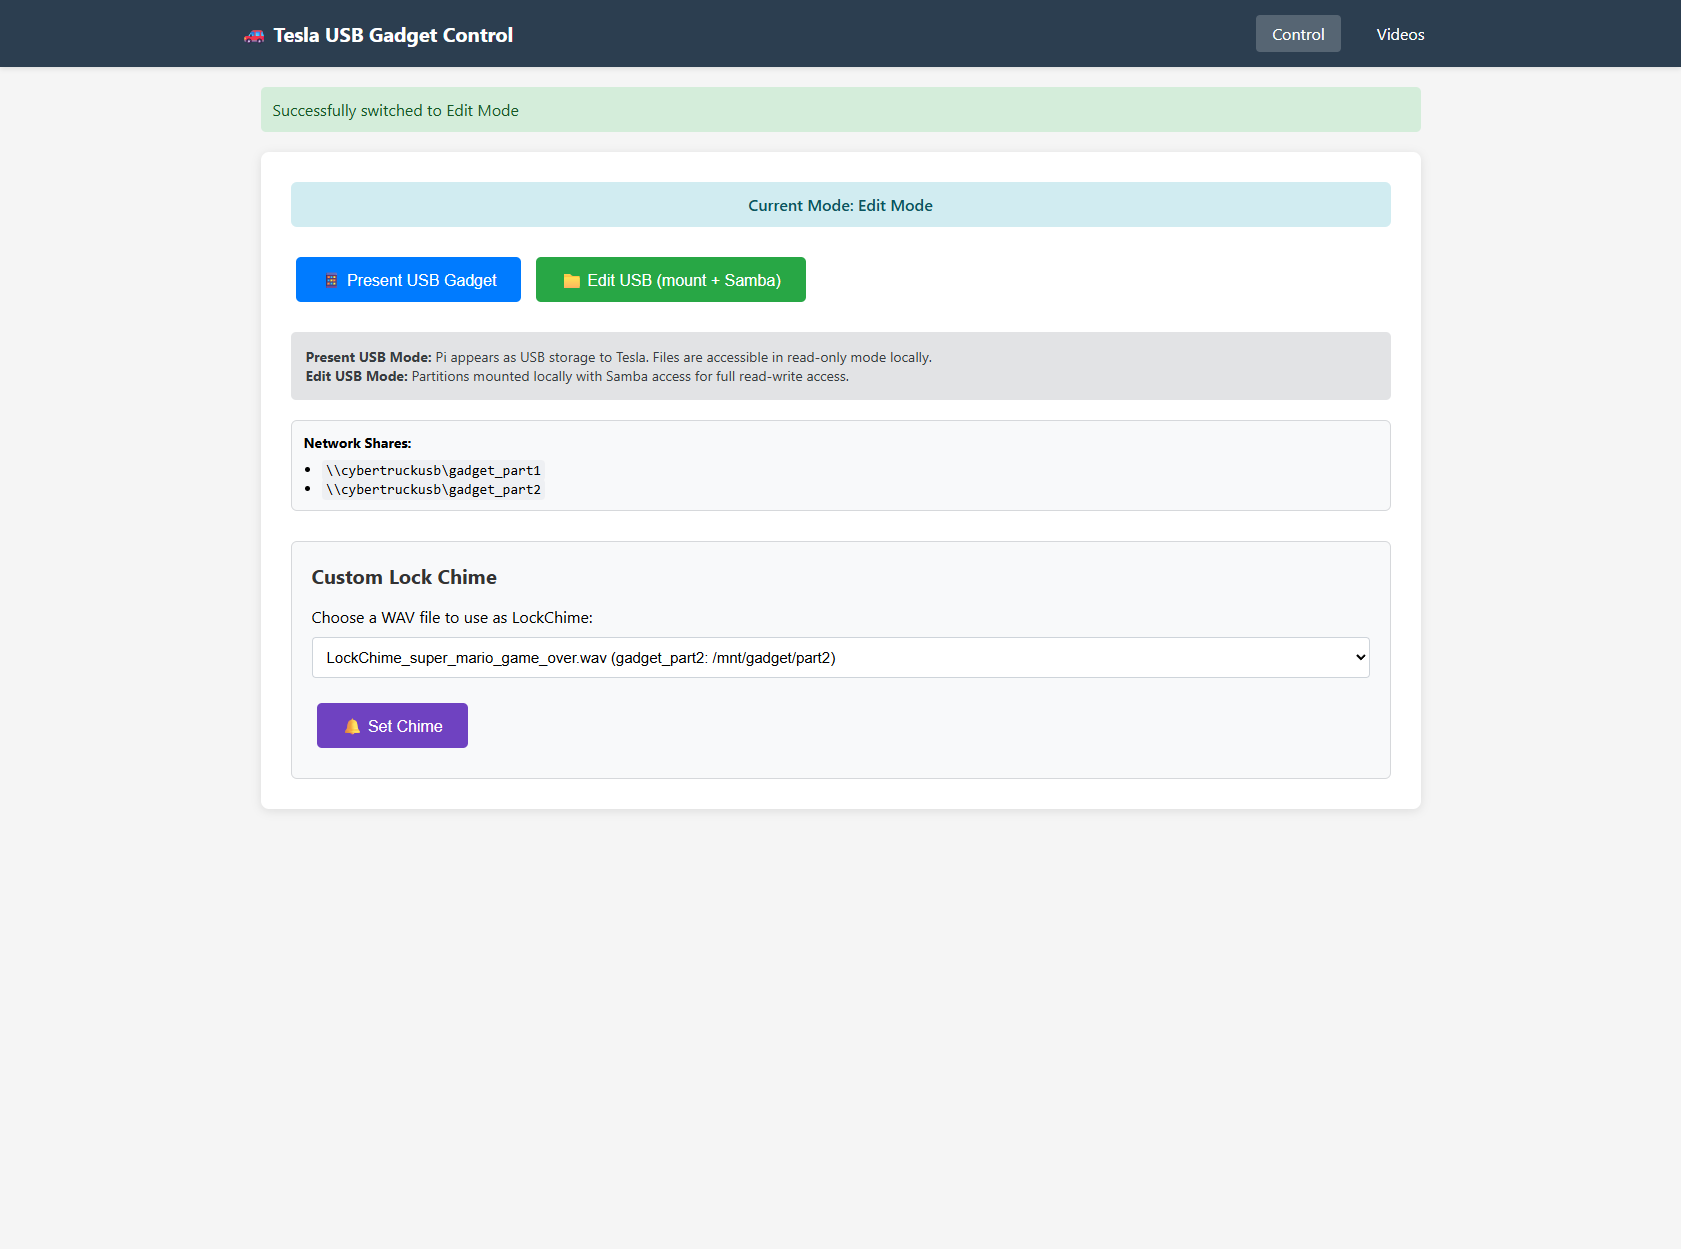 Tesla USB Gadget Control
Control
Videos
Successfully switched to Edit Mode
Current Mode: Edit Mode
Present USB Gadget
Edit USB (mount + Samba)
Present USB Mode: Pi appears as USB storage to Tesla. Files are accessible in read-only mode locally.
Edit USB Mode: Partitions mounted locally with Samba access for full read-write access.
Network Shares:
\\cybertruckusb\gadget_part1
\\cybertruckusb\gadget_part2
Custom Lock Chime
Choose a WAV file to use as LockChime:
LockChime_super_mario_game_over.wav (gadget_part2: /mnt/gadget/part2)
Set Chime